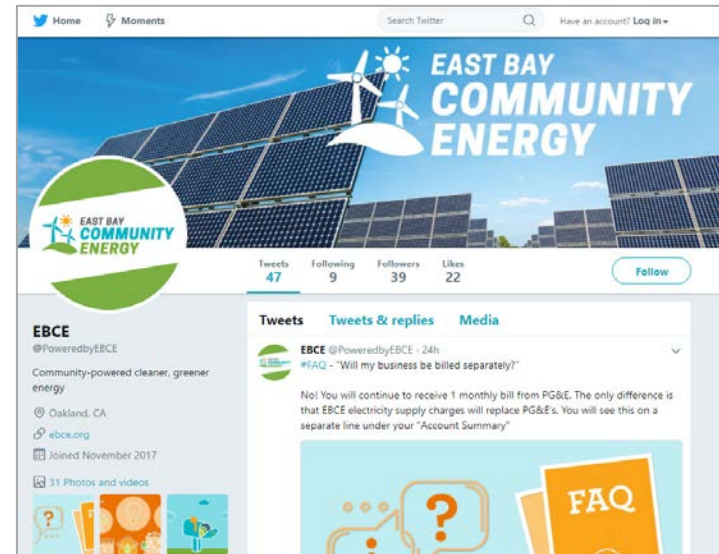 Home Moments Search Twitter Have an account? Log in
EAST BAY
COMMUNITY
ENERGY
EAST BAY
COMMUNITY
ENERGY
Tweets Following Followers Likes
47 9 39 22
Follow
EBCE
@PoweredbyEBCE
Community-powered cleaner, greener
energy
Oakland, CA
ebce.org
Joined November 2017
31 Photos and videos
Tweets Tweets & replies Media
EBCE @PoweredbyEBCE · 24h
#FAQ - "Will my business be billed separately?"
No! You will continue to receive 1 monthly bill from PG&E. The only difference is
that EBCE electricity supply charges will replace PG&E's. You will see this on a
separate line under your "Account Summary"
? FAQ
?